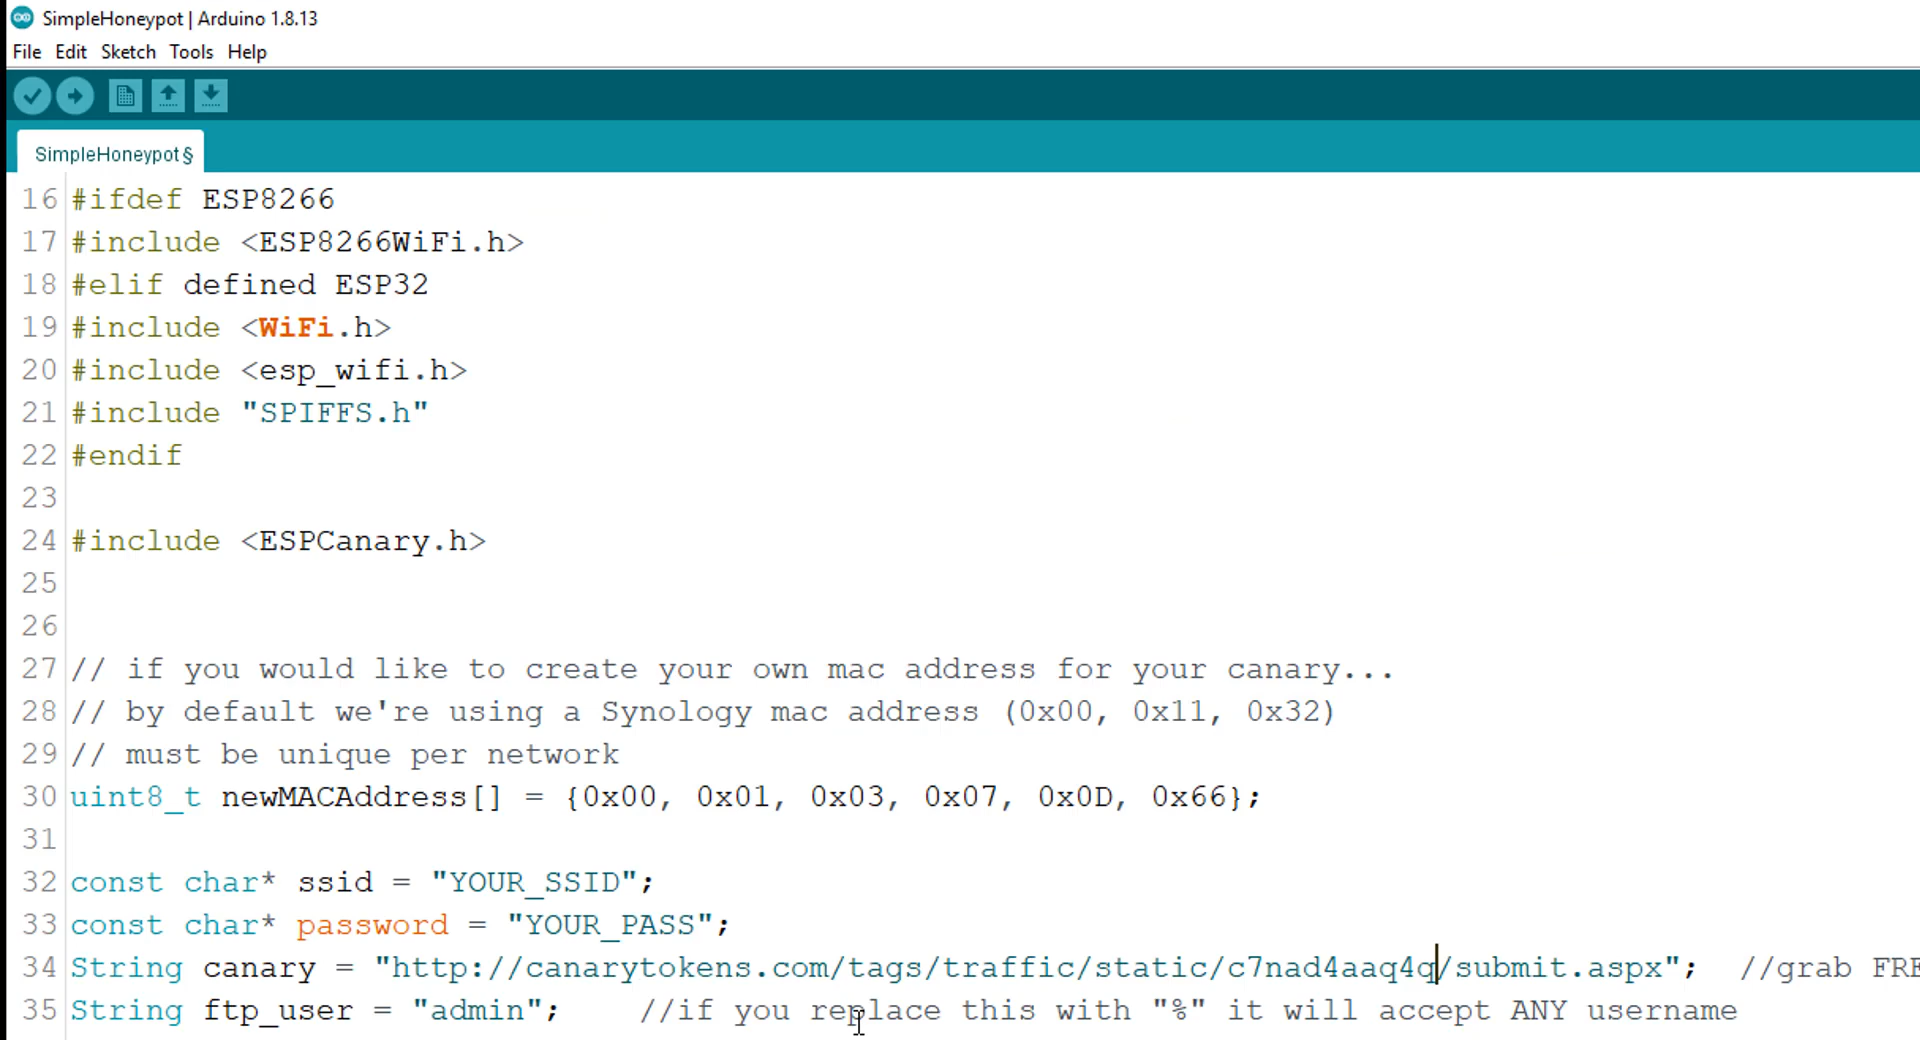 SimpleHoneypot | Arduino 1.8.13
File Edit Sketch Tools Help
SimpleHoneypot §
16 #ifdef ESP8266
17 #include <ESP8266WiFi.h>
18 #elif defined ESP32
19 #include <WiFi.h>
20 #include <esp_wifi.h>
21 #include "SPIFFS.h"
22 #endif
23
24 #include <ESPCanary.h>
25
26
27 // if you would like to create your own mac address for your canary...
28 // by default we're using a Synology mac address (0x00, 0x11, 0x32)
29 // must be unique per network
30 uint8_t newMACAddress[] = {0x00, 0x01, 0x03, 0x07, 0x0D, 0x66};
31
32 const char* ssid = "YOUR_SSID";
33 const char* password = "YOUR_PASS";
34 String canary = "http://canarytokens.com/tags/traffic/static/c7nad4aaq4q/submit.aspx"; //grab FRE
35 String ftp_user = "admin"; //if you replace this with "%" it will accept ANY username